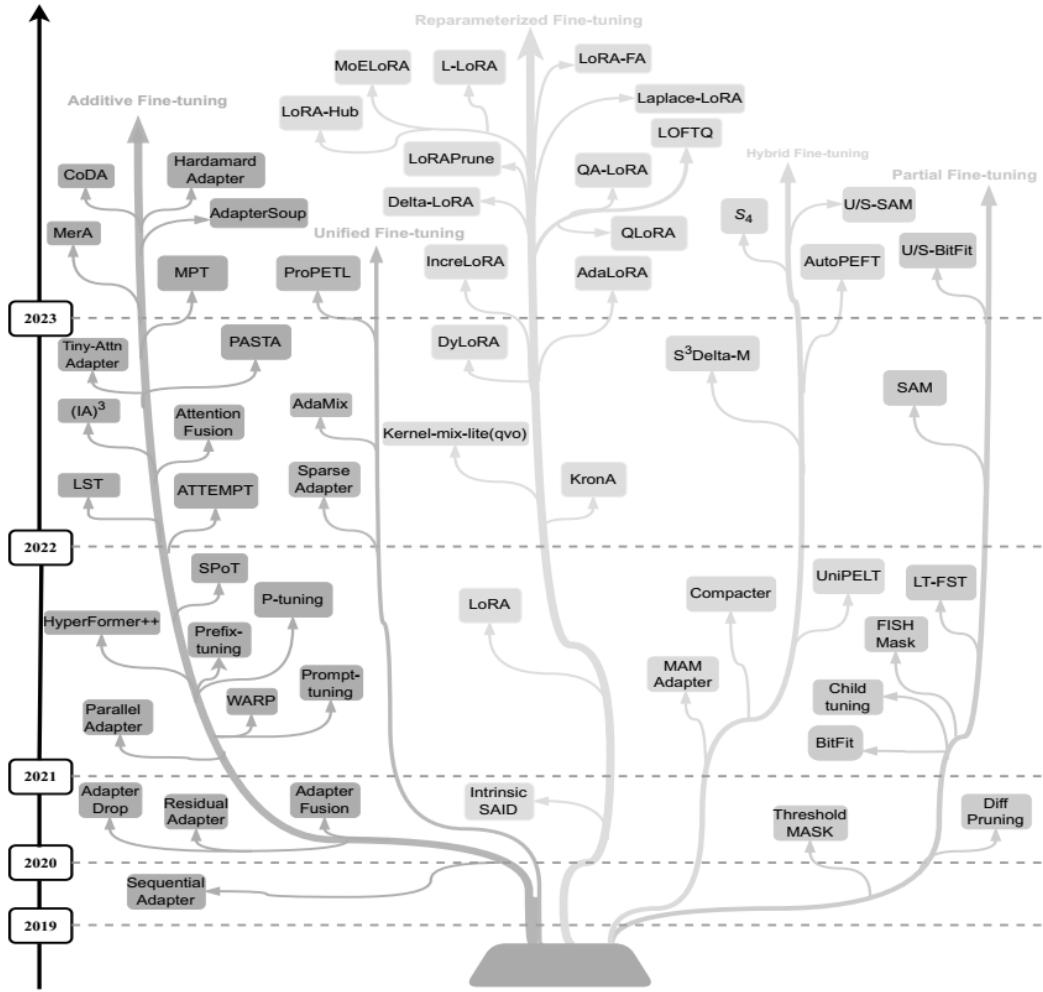 Reparameterized Fine-tuning
MoELoRA
L-LoRA
LoRA-FA
Additive Fine-tuning
LoRA-Hub
Laplace-LoRA
LOFTQ
CoDA
Hardamard
Adapter
LoRAPrune
QA-LoRA
Hybrid Fine-tuning
Partial Fine-tuning
MerA
AdapterSoup
Delta-LoRA
QLoRA
S4
U/S-SAM
Unified Fine-tuning
U/S-BitFit
MPT
ProPETL
IncreLoRA
AdaLoRA
AutoPEFT
2023
Tiny-Attn
Adapter
PASTA
DyLoRA
S³Delta-M
SAM
(IA)³
Attention
Fusion
AdaMix
Kernel-mix-lite(qvo)
LST
ATTEMPT
Sparse
Adapter
KronA
2022
SPoT
P-tuning
LoRA
Compacter
UniPELT
LT-FST
HyperFormer++
Prefix-
tuning
FISH
Mask
WARP
Prompt-
tuning
MAM
Adapter
Child
tuning
Parallel
Adapter
BitFit
2021
Adapter
Drop
Residual
Adapter
Adapter
Fusion
Intrinsic
SAID
Threshold
MASK
Diff
Pruning
2020
Sequential
Adapter
2019